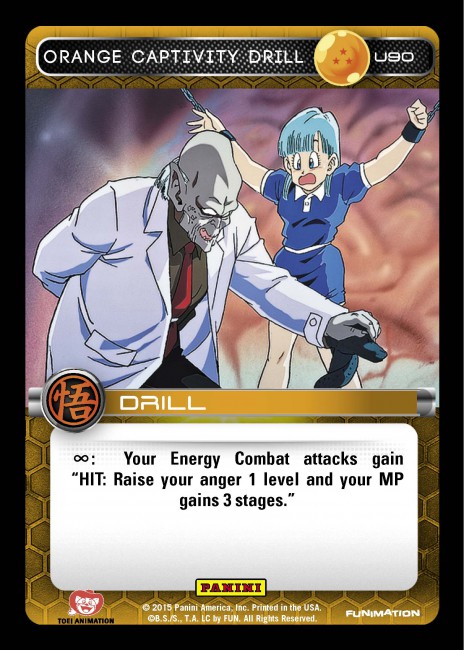 ORANGE CAPTIVITY DRILL U90
悟 DRILL
∞: Your Energy Combat attacks gain
“HIT: Raise your anger 1 level and your MP
gains 3 stages.”
PANINI
TOEI ANIMATION
© 2015 Panini America, Inc. Printed in the USA.
©B.S./S., T.A. LC by FUN. All Rights Reserved.
FUNIMATION